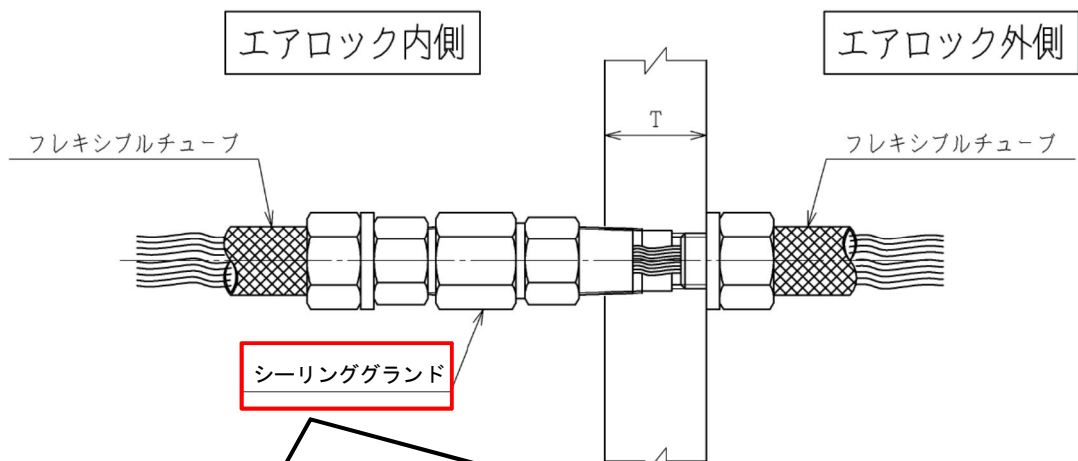 エアロック内側
エアロック外側
T
フレキシブルチューブ
フレキシブルチューブ
シーリンググランド